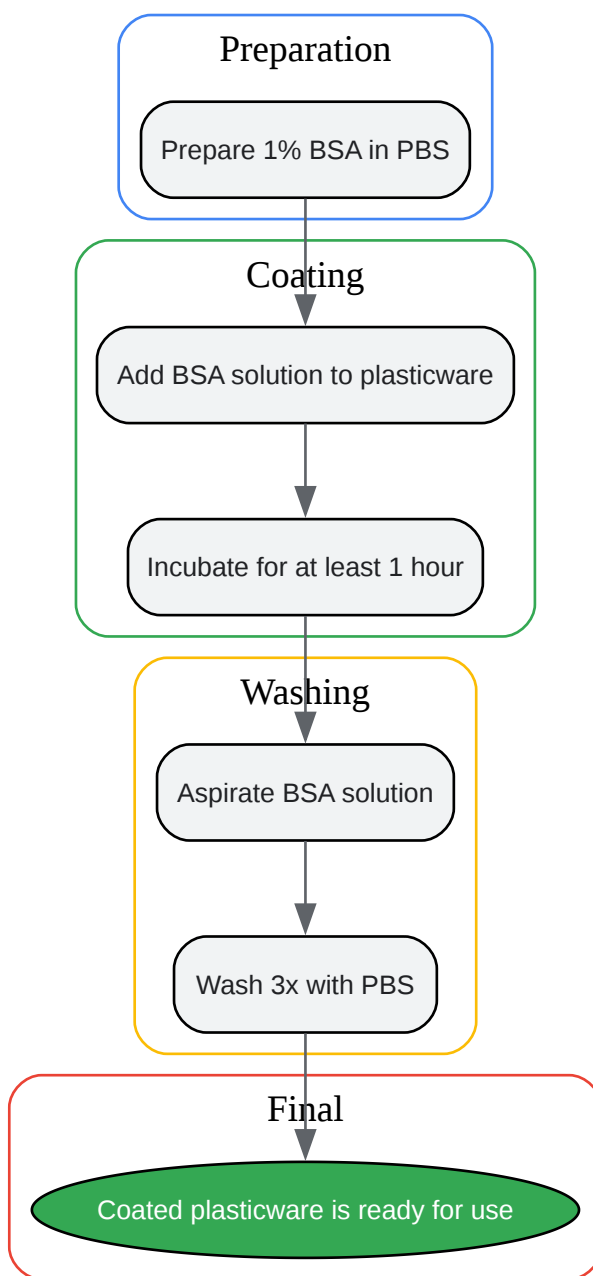 Preparation
Prepare 1% BSA in PBS
Coating
Add BSA solution to plasticware
Incubate for at least 1 hour
Washing
Aspirate BSA solution
Wash 3x with PBS
Final
Coated plasticware is ready for use